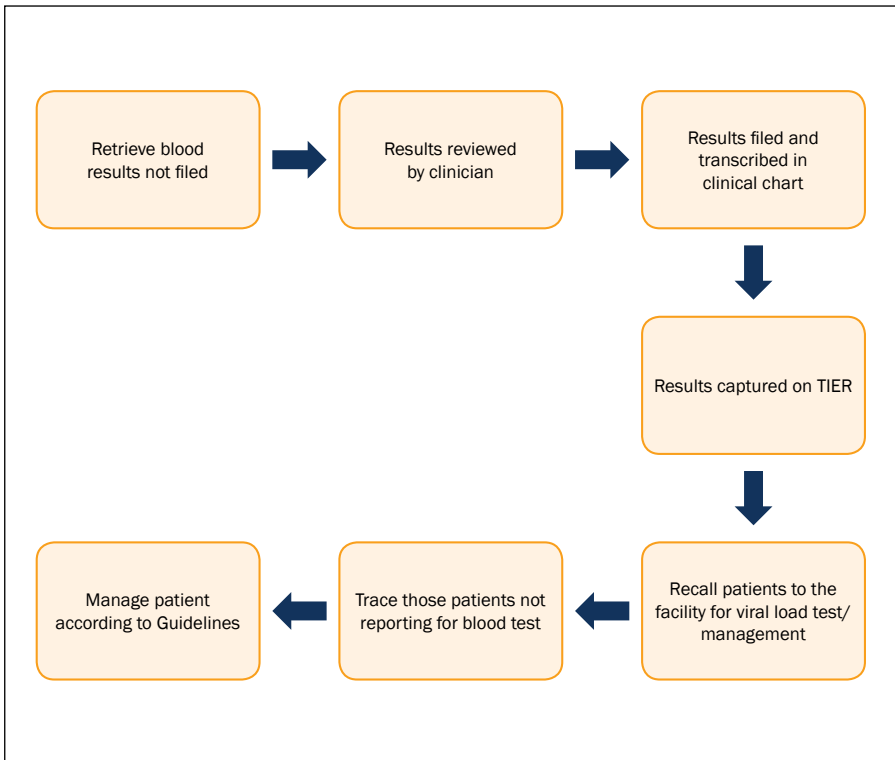 Retrieve blood
results not filed
Results reviewed
by clinician
Results filed and
transcribed in
clinical chart
Results captured on TIER
Recall patients to the
facility for viral load test/
management
Trace those patients not
reporting for blood test
Manage patient
according to Guidelines